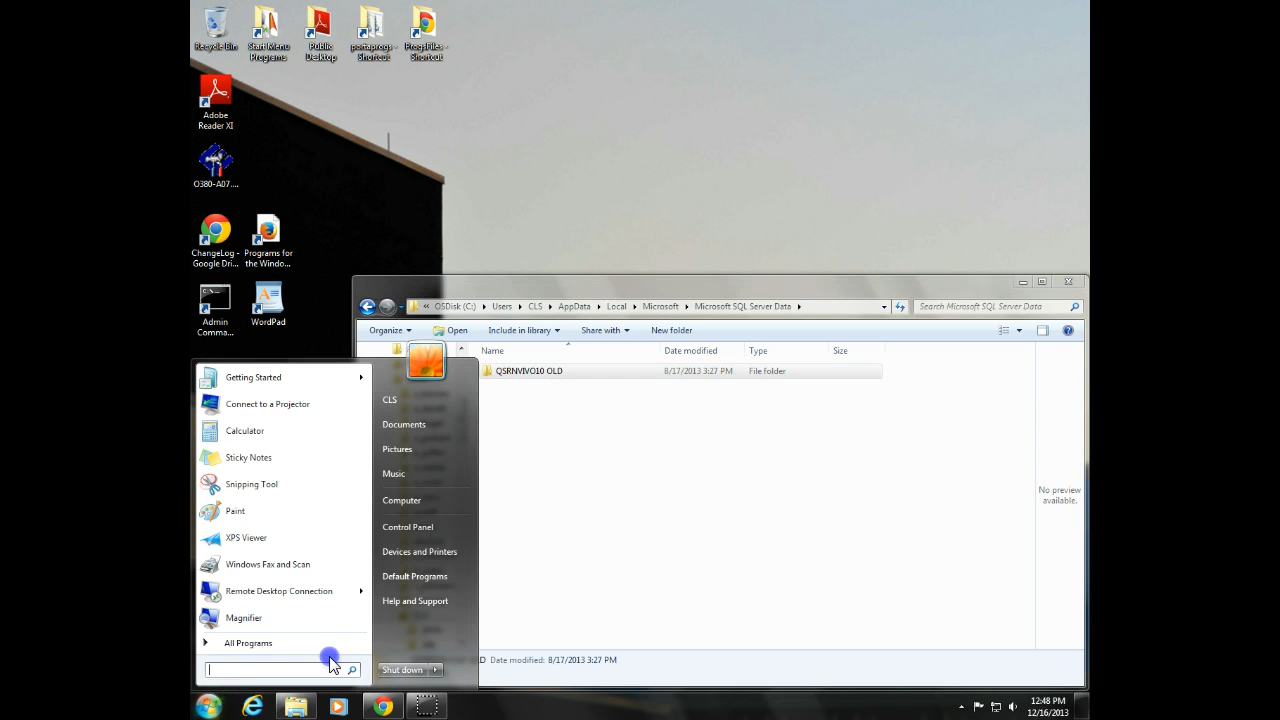 Recycle Bin
Start Menu
Programs
Public
Desktop
portaprogs -
Shortcut
ProgsFiles -
Shortcut
Adobe
Reader XI
O380-A07....
ChangeLog -
Google Dri...
Programs for
the Windo...
Admin
Comma...
WordPad
« OSDisk (C:) Users CLS AppData Local Microsoft Microsoft SQL Server Data
Search Microsoft SQL Server Data
Organize Open Include in library Share with New folder
Name Date modified Type Size
QSRNVIVO10 OLD 8/17/2013 3:27 PM File folder
No preview
available.
Getting Started
Connect to a Projector
Calculator
Sticky Notes
Snipping Tool
Paint
XPS Viewer
Windows Fax and Scan
Remote Desktop Connection
Magnifier
All Programs
CLS
Documents
Pictures
Music
Computer
Control Panel
Devices and Printers
Default Programs
Help and Support
Shut down
Date modified: 8/17/2013 3:27 PM
12:48 PM
12/16/2013